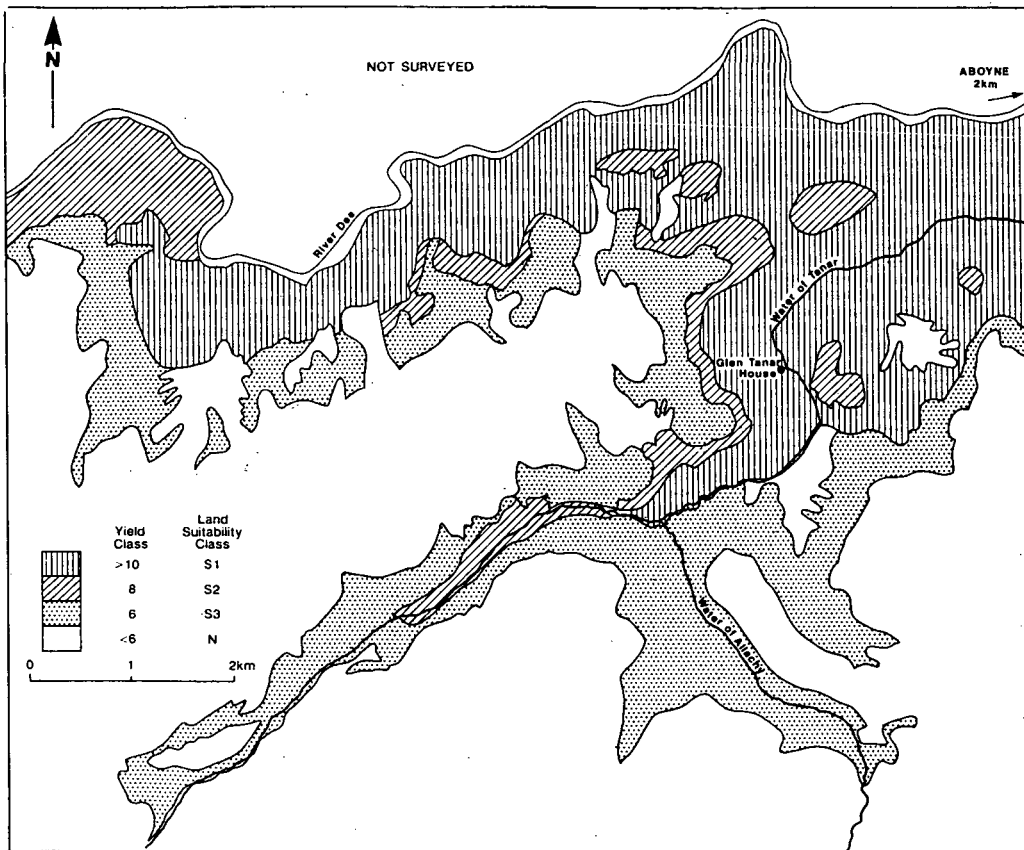 N
NOT SURVEYED
ABOYNE
2km
River Dee
Water of Tanar
Glen Tanar
House
Water of Allachy
Yield
Class
Land
Suitability
Class
>10 S1
8 S2
6 S3
<6 N
0 1 2km